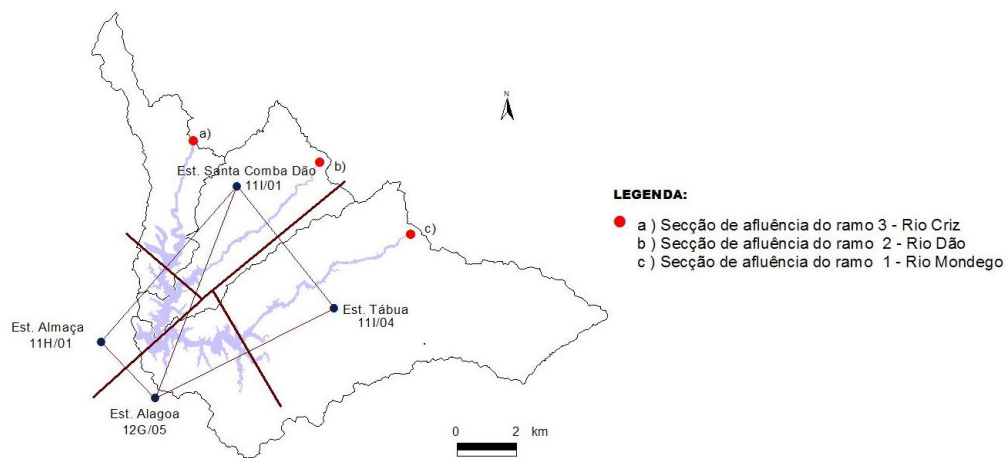 N
a)
b)
Est. Santa Comba Dão
11I/01
c)
Est. Tábua
11I/04
Est. Almaça
11H/01
Est. Alagoa
12G/05
0 2 km
LEGENDA:
a ) Secção de afluência do ramo 3 - Rio Criz
b) Secção de afluência do ramo 2 - Rio Dão
c ) Secção de afluência do ramo 1 - Rio Mondego